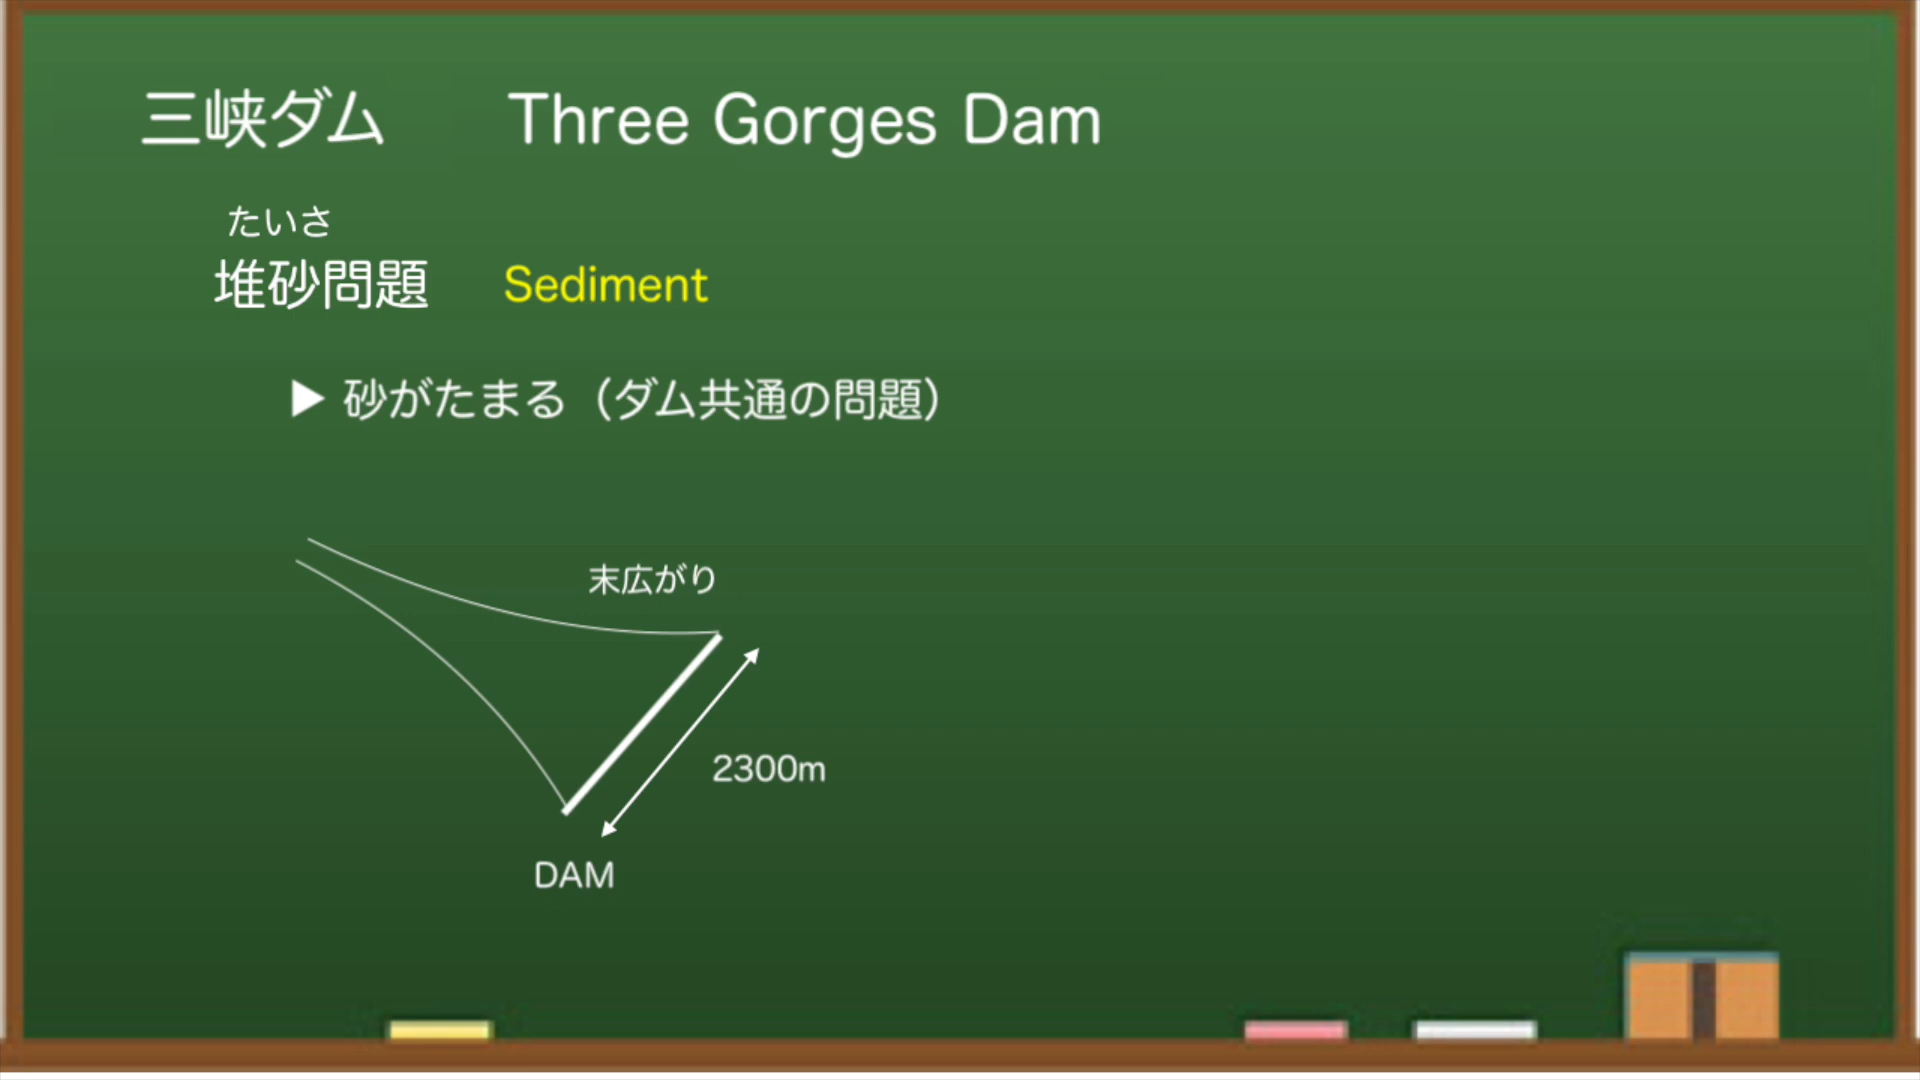 三峡ダム Three Gorges Dam
たいさ
堆砂問題 Sediment
▶ 砂がたまる（ダム共通の問題）
末広がり
2300m
DAM